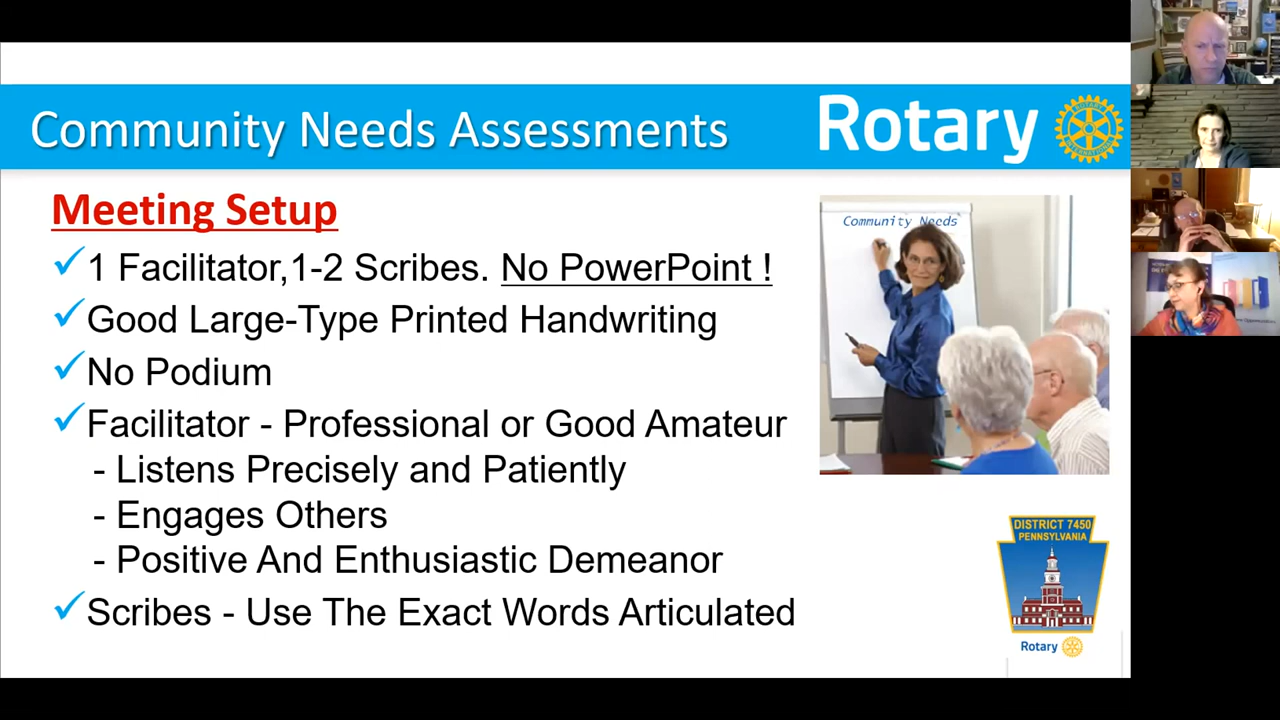 Community Needs Assessments
Rotary
Meeting Setup
1 Facilitator,1-2 Scribes. No PowerPoint !
Good Large-Type Printed Handwriting
No Podium
Facilitator - Professional or Good Amateur
- Listens Precisely and Patiently
- Engages Others
- Positive And Enthusiastic Demeanor
Scribes - Use The Exact Words Articulated
Community Needs
DISTRICT 7450
PENNSYLVANIA
Rotary